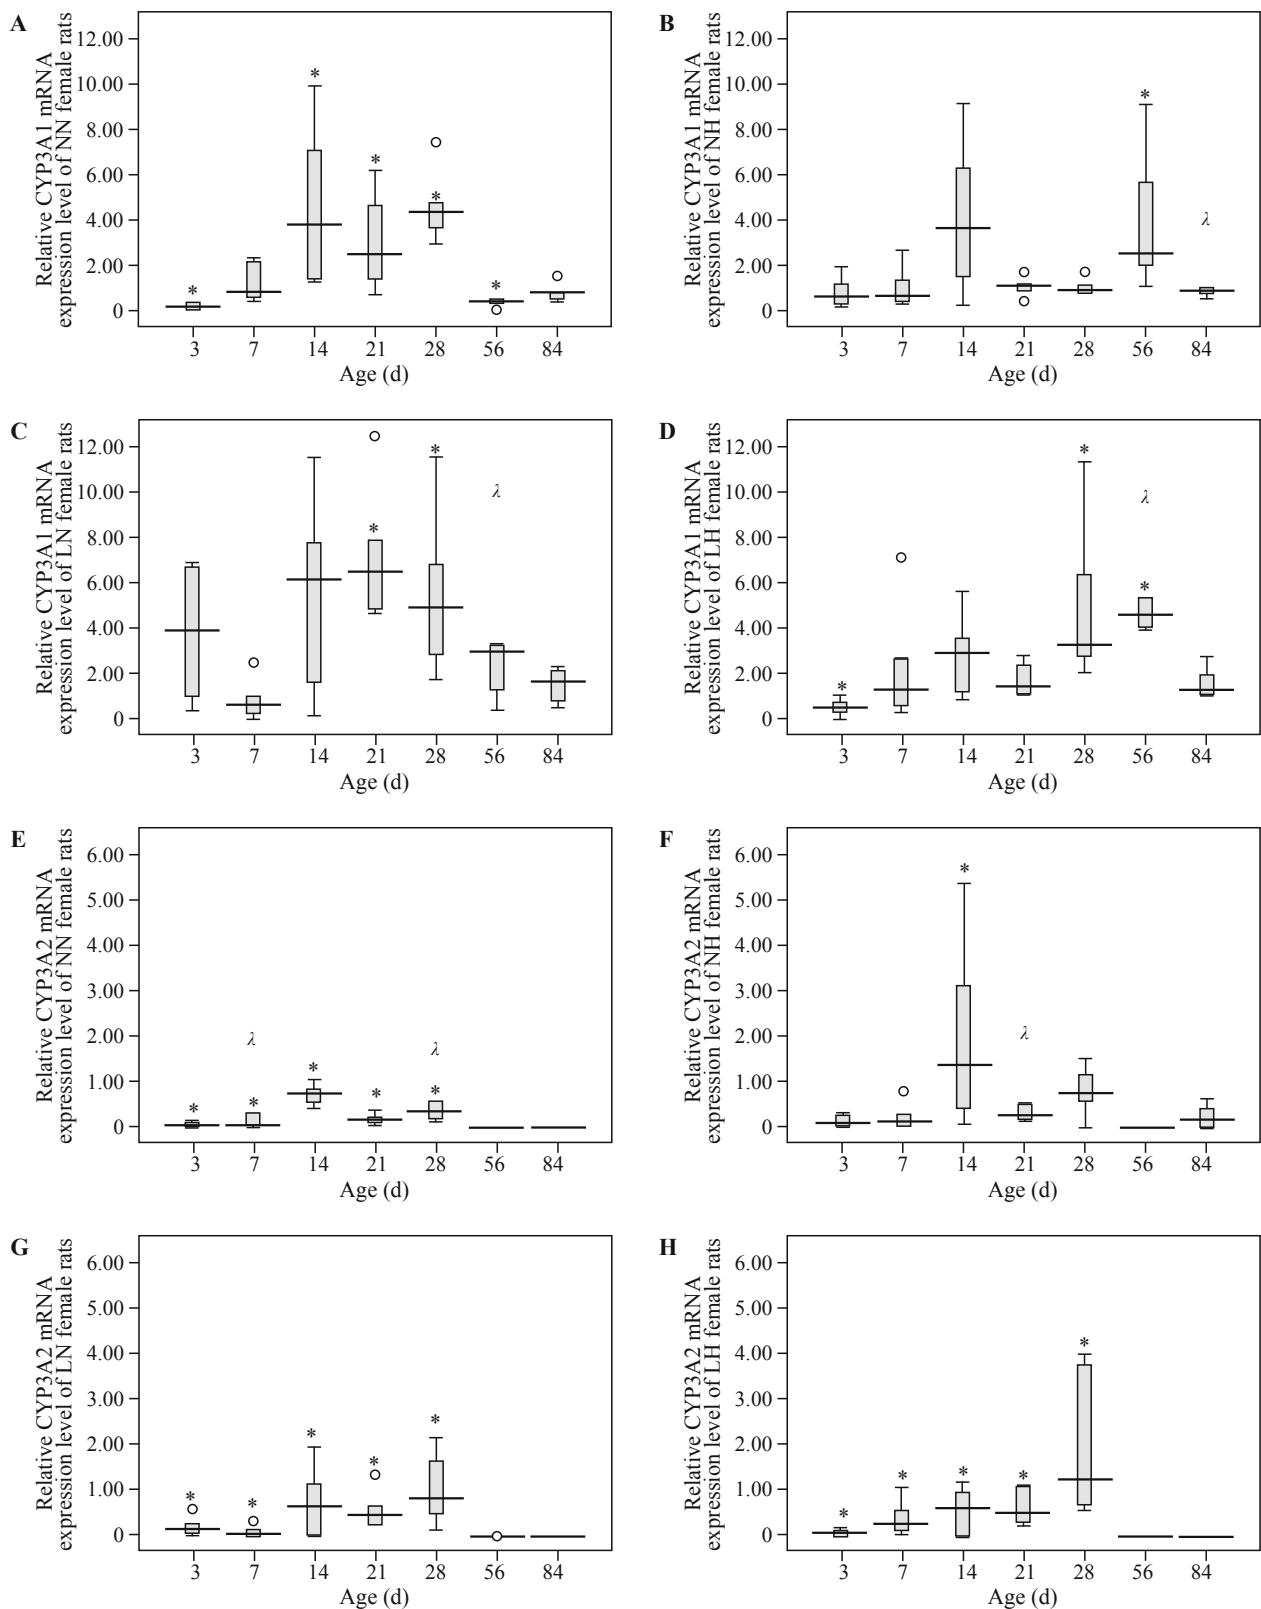 A
Relative CYP3A1 mRNA
expression level of NN female rats
12.00
10.00
8.00
6.00
4.00
2.00
0
*
*
*
*
*
3 7 14 21 28 56 84
Age (d)
B
Relative CYP3A1 mRNA
expression level of NH female rats
12.00
10.00
8.00
6.00
4.00
2.00
0
*
λ
3 7 14 21 28 56 84
Age (d)
C
Relative CYP3A1 mRNA
expression level of LN female rats
12.00
10.00
8.00
6.00
4.00
2.00
0
*
*
λ
3 7 14 21 28 56 84
Age (d)
D
Relative CYP3A1 mRNA
expression level of LH female rats
12.00
10.00
8.00
6.00
4.00
2.00
0
*
*
λ
*
3 7 14 21 28 56 84
Age (d)
E
Relative CYP3A2 mRNA
expression level of NN female rats
6.00
5.00
4.00
3.00
2.00
1.00
0
*
λ
*
*
*
λ
*
3 7 14 21 28 56 84
Age (d)
F
Relative CYP3A2 mRNA
expression level of NH female rats
6.00
5.00
4.00
3.00
2.00
1.00
0
*
λ
3 7 14 21 28 56 84
Age (d)
G
Relative CYP3A2 mRNA
expression level of LN female rats
6.00
5.00
4.00
3.00
2.00
1.00
0
*
*
*
*
*
3 7 14 21 28 56 84
Age (d)
H
Relative CYP3A2 mRNA
expression level of LH female rats
6.00
5.00
4.00
3.00
2.00
1.00
0
*
*
*
*
*
3 7 14 21 28 56 84
Age (d)